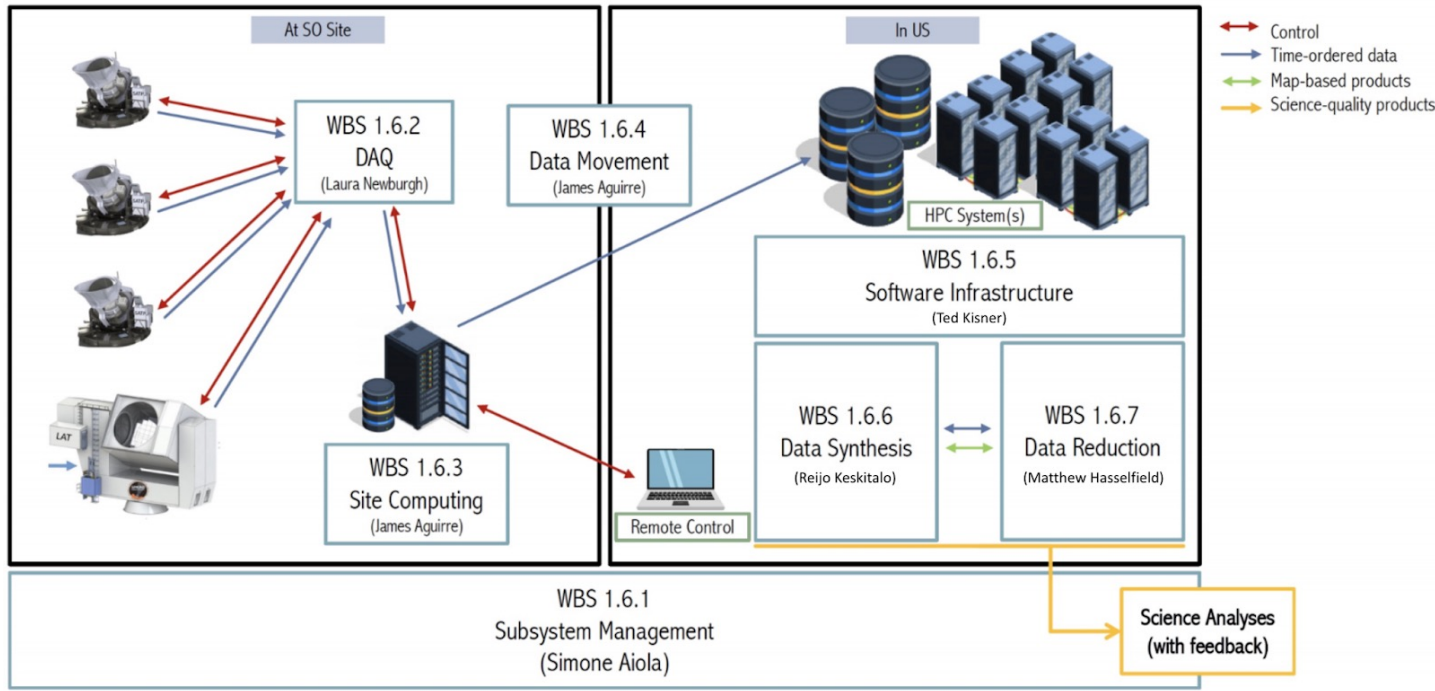 At SO Site
In US
Control
Time-ordered data
Map-based products
Science-quality products
WBS 1.6.2
DAQ
(Laura Newburgh)
WBS 1.6.4
Data Movement
(James Aguirre)
HPC System(s)
WBS 1.6.5
Software Infrastructure
(Ted Kisner)
WBS 1.6.6
Data Synthesis
(Reijo Keskitalo)
WBS 1.6.7
Data Reduction
(Matthew Hasselfield)
LAT
WBS 1.6.3
Site Computing
(James Aguirre)
Remote Control
WBS 1.6.1
Subsystem Management
(Simone Aiola)
Science Analyses
(with feedback)